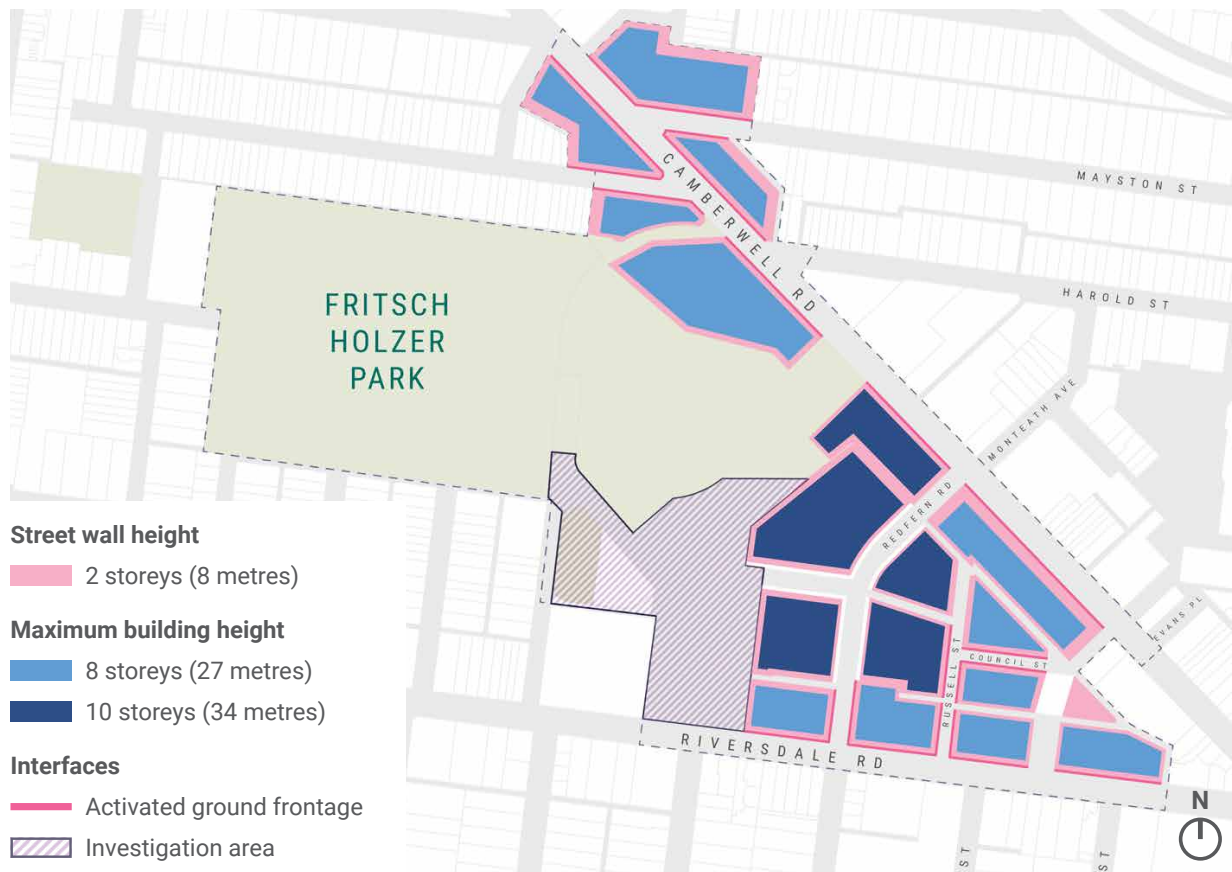 MAYSTON ST
CAMBERWELL RD
HAROLD ST
FRITSCH
HOLZER
PARK
MONTEATH AVE
REDFERN RD
EVANS PL
RUSSELL ST
COUNCIL ST
RIVERSDALE RD
ST
ST
N
Street wall height
2 storeys (8 metres)
Maximum building height
8 storeys (27 metres)
10 storeys (34 metres)
Interfaces
Activated ground frontage
Investigation area